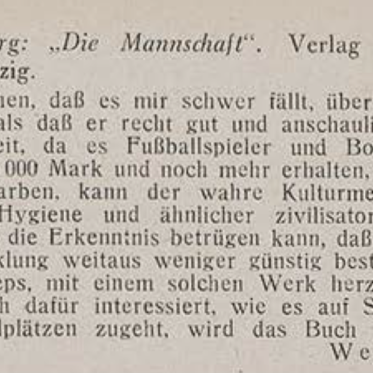 rg: „Die Mannschaft“. Verlag
zig.
nen, daß es mir schwer fällt, über
als daß er recht gut und anschauli
eit, da es Fußballspieler und Bo
000 Mark und noch mehr erhalten,
arben, kann der wahre Kulturme
Hygiene und ähnlicher zivilisator
die Erkenntnis betrügen kann, daß
klung weitaus weniger günstig best
eps, mit einem solchen Werk herz
h dafür interessiert, wie es auf S
lplätzen zugeht, wird das Buch
We